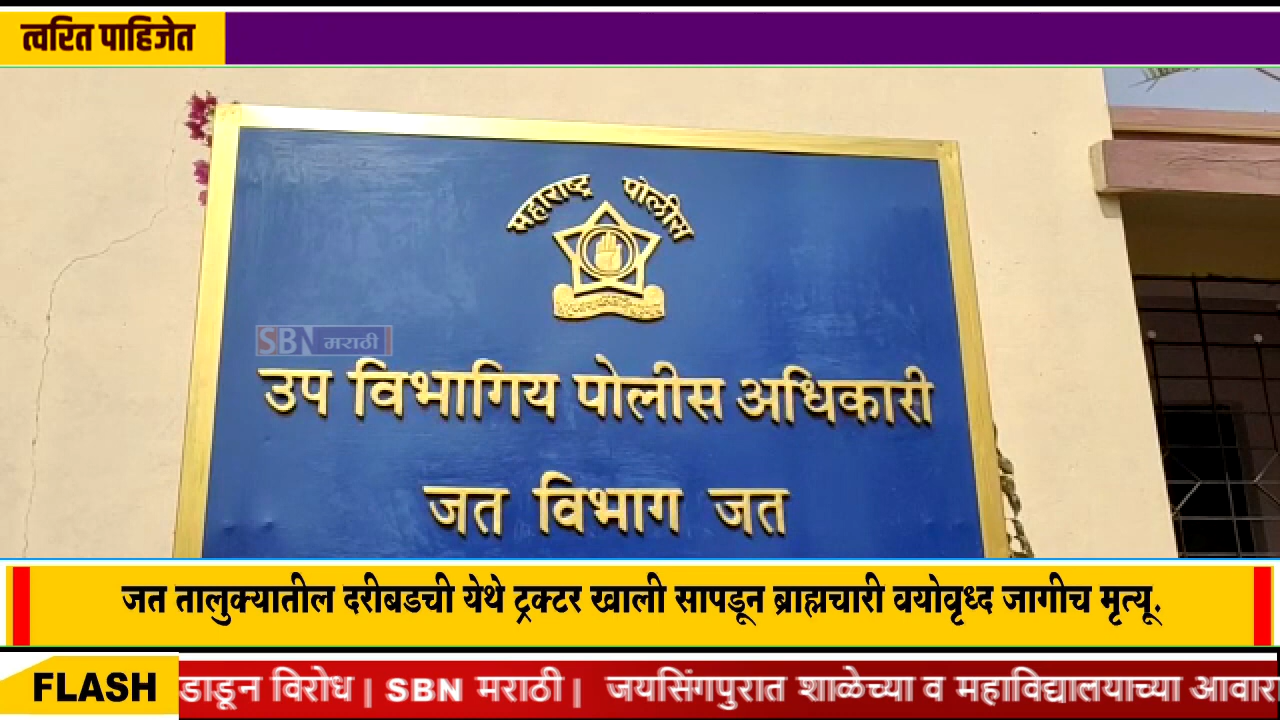 त्वरित पाहिजेत
महाराष्ट्र पोलीस
SBN मराठी
उप विभागिय पोलीस अधिकारी
जत विभाग जत
जत तालुक्यातील दरीबडची येथे ट्रक्टर खाली सापडून ब्राह्मचारी वयोवृध्द जागीच मृत्यू.
FLASH डाडून विरोध | SBN मराठी | जयसिंगपुरात शाळेच्या व महाविद्यालयाच्या आवार